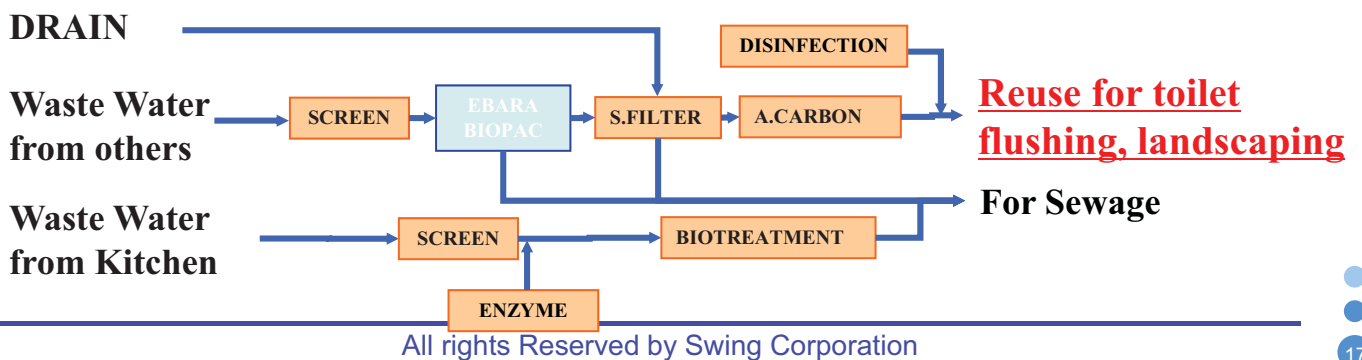 DRAIN
DISINFECTION
Waste Water
from others
SCREEN
EBARA
BIOPAC
S.FILTER
A.CARBON
Reuse for toilet
flushing, landscaping
For Sewage
Waste Water
from Kitchen
SCREEN
BIOTREATMENT
ENZYME
All rights Reserved by Swing Corporation
17